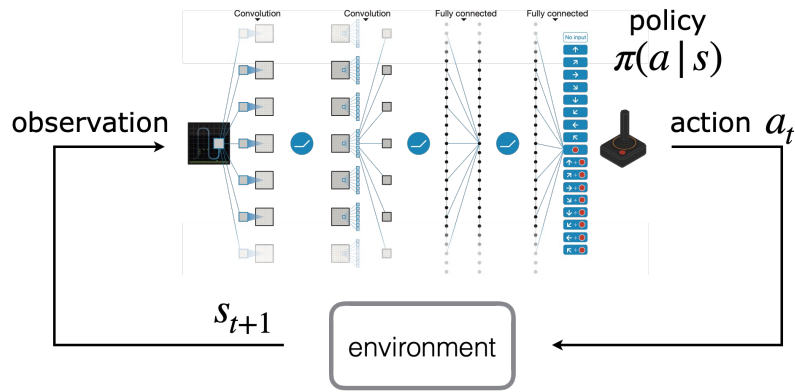 Convolution Convolution Fully connected Fully connected
policy
π(a|s)
No input
observation
action a_t
s_{t+1}
environment